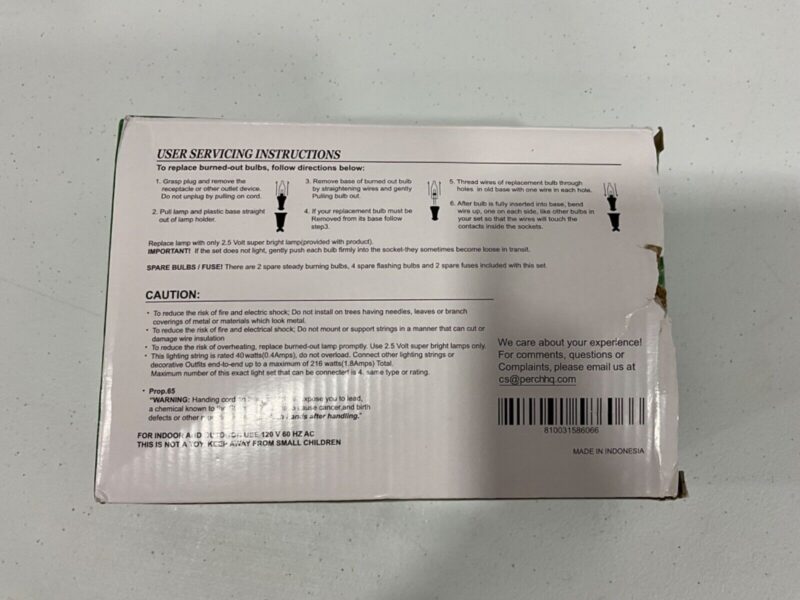 USER SERVICING INSTRUCTIONS
To replace burned-out bulbs, follow directions below:
1. Grasp plug and remove the
receptacle or other outlet device.
Do not unplug by pulling on cord.
2. Pull lamp and plastic base straight
out of lamp holder.
3. Remove base of burned out bulb
by straightening wires and gently
Pulling bulb out.
4. If your replacement bulb must be
Removed from its base follow
step3.
5. Thread wires of replacement bulb through
holes in old base with one wire in each hole.
6. After bulb is fully inserted into base, bend
wire up, one on each side, like other bulbs in
your set so that the wires will touch the
contacts inside the sockets.
Replace lamp with only 2.5 Volt super bright lamp(provided with product).
IMPORTANT! If the set does not light, gently push each bulb firmly into the socket-they sometimes become loose in transit.
SPARE BULBS / FUSE! There are 2 spare steady burning bulbs, 4 spare flashing bulbs and 2 spare fuses included with this set.
CAUTION:
• To reduce the risk of fire and electric shock; Do not install on trees having needles, leaves or branch
coverings of metal or materials which look metal.
• To reduce the risk of fire and electrical shock; Do not mount or support strings in a manner that can cut or
damage wire insulation
• To reduce the risk of overheating, replace burned-out lamp promptly. Use 2.5 Volt super bright lamps only.
• This lighting string is rated 40watts(0.4Amps), do not overload. Connect other lighting strings or
decorative Outfits end-to-end up to a maximum of 216 watts(1.8Amps) Total.
Maximum number of this exact light set that can be connected is 4, same type or rating.
• Prop.65
"WARNING: Handing cord on expose you to lead,
a chemical known to the to cause cancer,and birth
defects or other hands after handling."
FOR INDOOR AND OUTDOOR USE 120 V 60 HZ AC
THIS IS NOT A TOY. KEEP AWAY FROM SMALL CHILDREN
We care about your experience!
For comments, questions or
Complaints, please email us at
cs@perchhq.com
810031586066
MADE IN INDONESIA